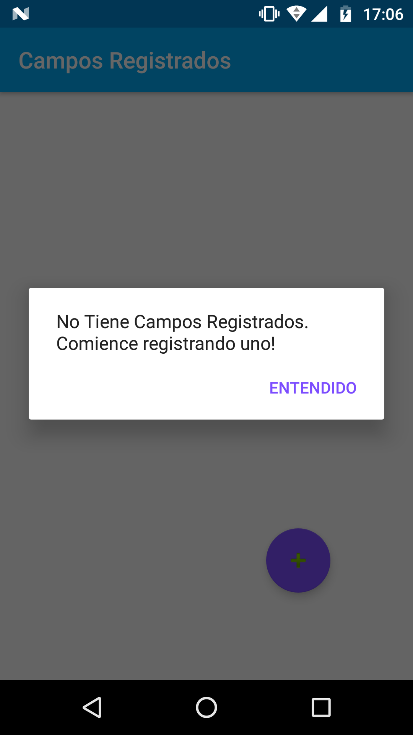 17:06
Campos Registrados
No Tiene Campos Registrados.
Comience registrando uno!
ENTENDIDO